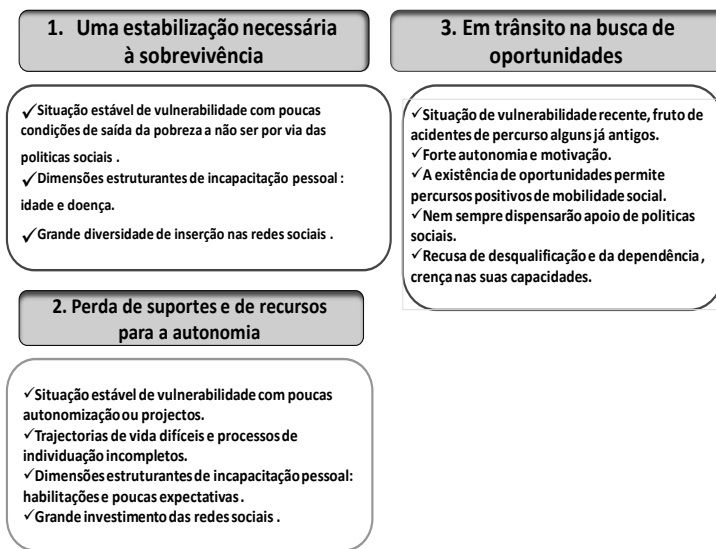 1. Uma estabilização necessária
à sobrevivência
✓Situação estável de vulnerabilidade com poucas
condições de saída da pobreza a não ser por via das
politicas sociais .
✓Dimensões estruturantes de incapacitação pessoal :
idade e doença.
✓Grande diversidade de inserção nas redes sociais .
2. Perda de suportes e de recursos
para a autonomia
✓Situação estável de vulnerabilidade com poucas
autonomização ou projectos.
✓Trajectorias de vida difíceis e processos de
individuação incompletos.
✓Dimensões estruturantes de incapacitação pessoal:
habilitações e poucas expectativas .
✓Grande investimento das redes sociais .
3. Em trânsito na busca de
oportunidades
✓Situação de vulnerabilidade recente, fruto de
acidentes de percurso alguns já antigos.
✓Forte autonomia e motivação.
✓A existência de oportunidades permite
percursos positivos de mobilidade social.
✓Nem sempre dispensarão apoio de politicas
sociais.
✓Recusa de desqualificação e da dependência ,
crença nas suas capacidades.